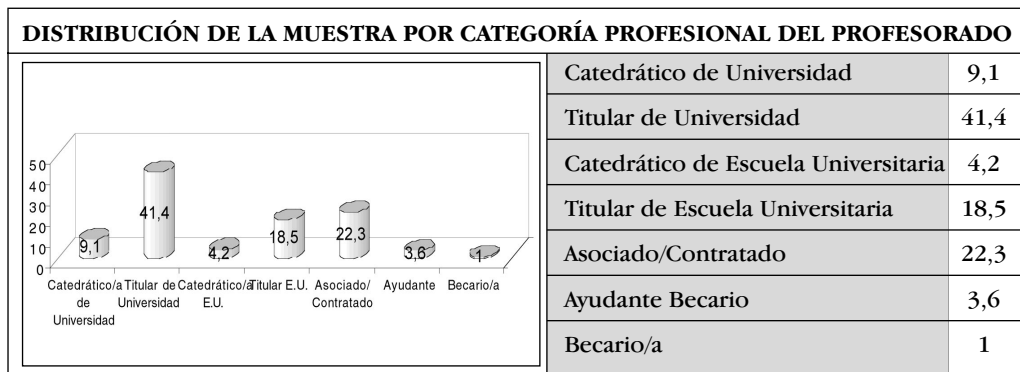 DISTRIBUCIÓN DE LA MUESTRA POR CATEGORÍA PROFESIONAL DEL PROFESORADO
50
40
30
20
10
0
9,1
41,4
4,2
18,5
22,3
3,6
1
Catedrático/a de Universidad
Titular de Universidad
Catedrático/a E.U.
Titular E.U.
Asociado/ Contratado
Ayudante
Becario/a
Catedrático de Universidad 9,1
Titular de Universidad 41,4
Catedrático de Escuela Universitaria 4,2
Titular de Escuela Universitaria 18,5
Asociado/Contratado 22,3
Ayudante Becario 3,6
Becario/a 1